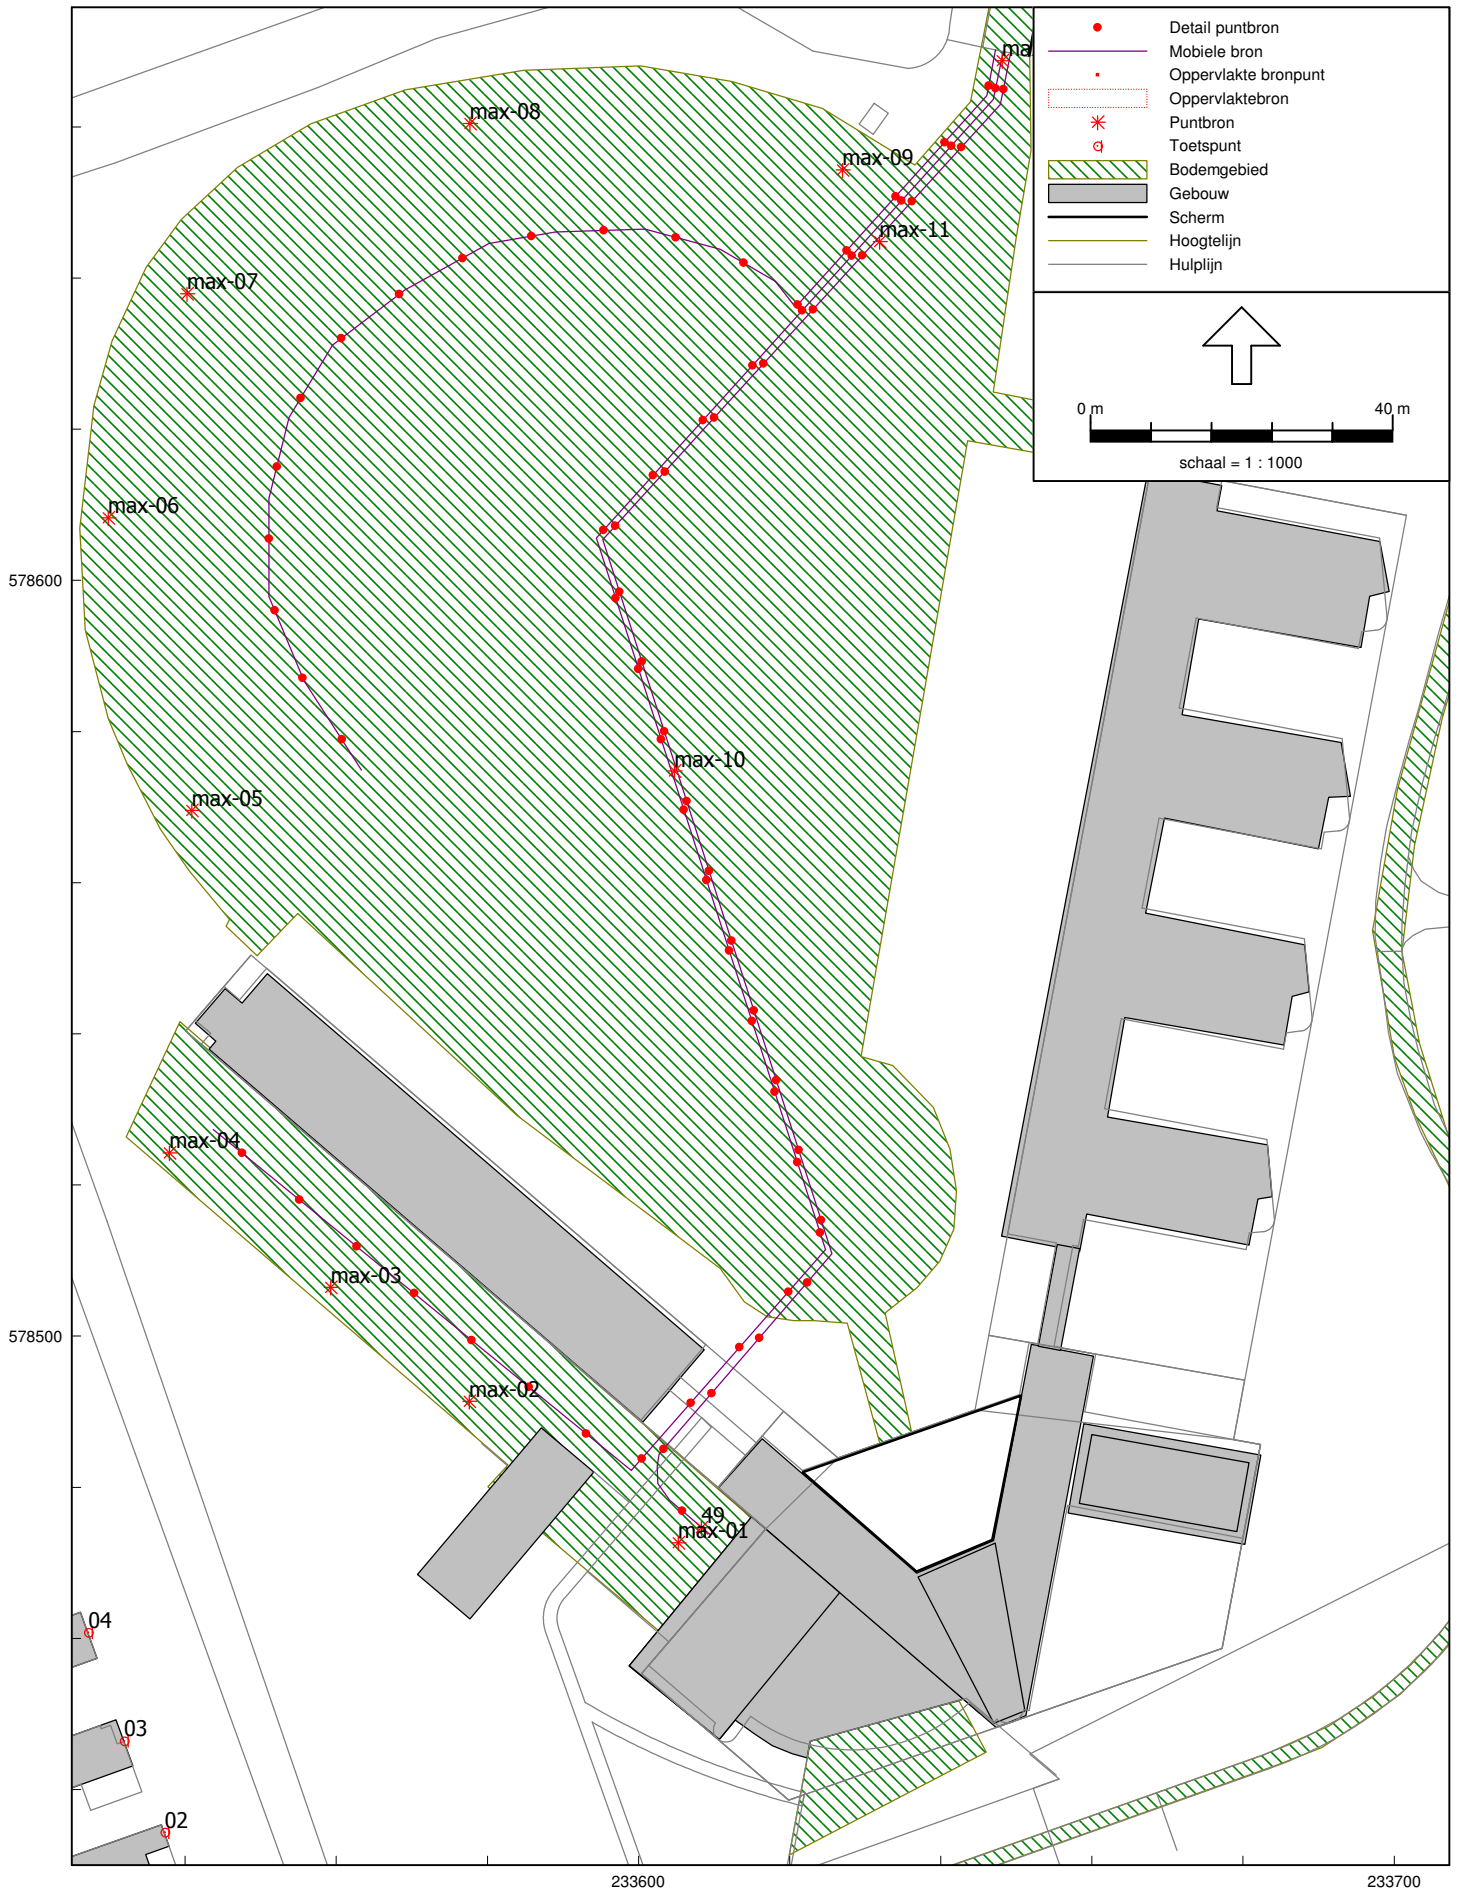 Detail puntbron
Mobiele bron
Oppervlakte bronpunt
Oppervlaktebron
Puntbron
Toetspunt
Bodemgebied
Gebouw
Scherm
Hoogtelijn
Hulplijn
0 m
40 m
schaal = 1 : 1000
ma
max-08
max-09
max-11
max-07
max-06
578600
max-10
max-05
max-04
max-03
578500
max-02
49
max-01
04
03
02
233600
233700